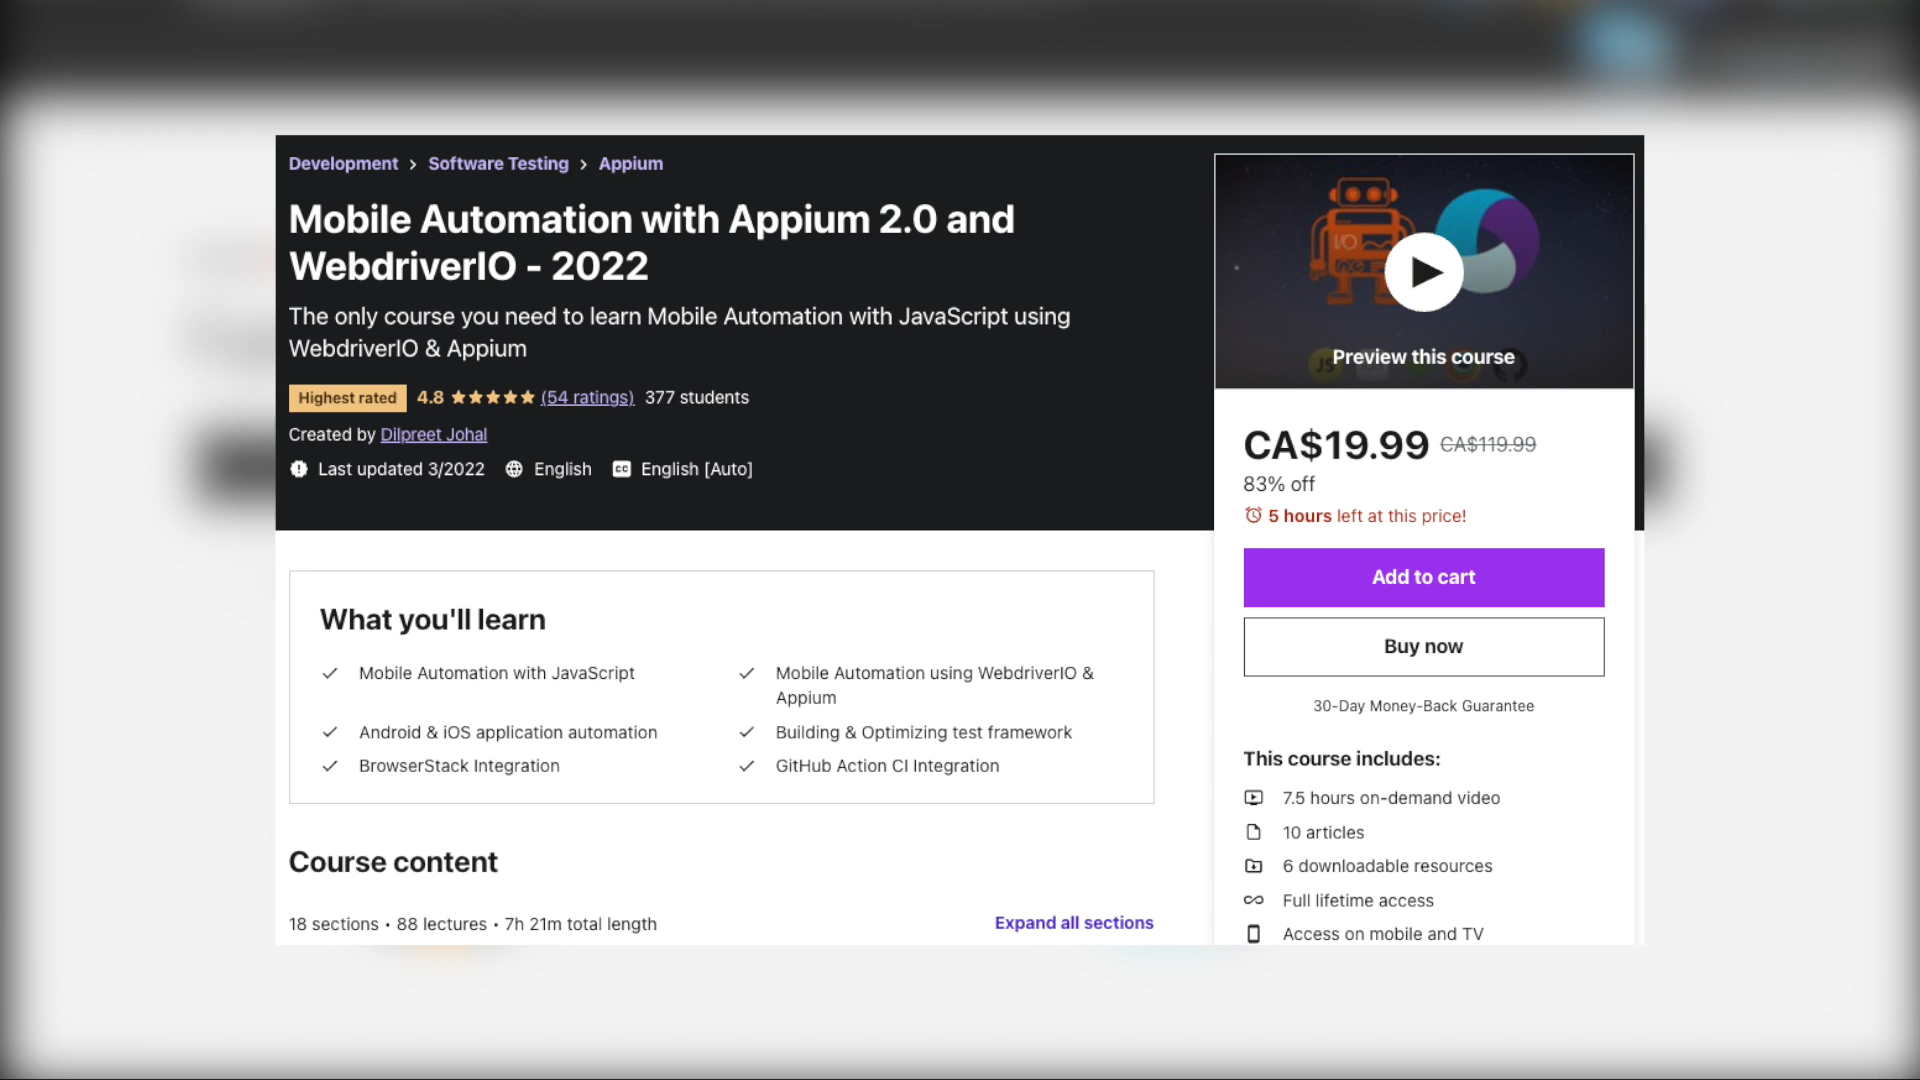 Development > Software Testing > Appium
Mobile Automation with Appium 2.0 and
WebdriverIO - 2022
The only course you need to learn Mobile Automation with JavaScript using
WebdriverIO & Appium
Highest rated 4.8 (54 ratings) 377 students
Created by Dilpreet Johal
Last updated 3/2022 English CC English [Auto]
What you'll learn
Mobile Automation with JavaScript
Mobile Automation using WebdriverIO &
Appium
Android & iOS application automation
Building & Optimizing test framework
BrowserStack Integration
GitHub Action CI Integration
Course content
18 sections • 88 lectures • 7h 21m total length
Expand all sections
I/O
JS
Preview this course
CA$19.99 CA$119.99
83% off
5 hours left at this price!
Add to cart
Buy now
30-Day Money-Back Guarantee
This course includes:
7.5 hours on-demand video
10 articles
6 downloadable resources
Full lifetime access
Access on mobile and TV